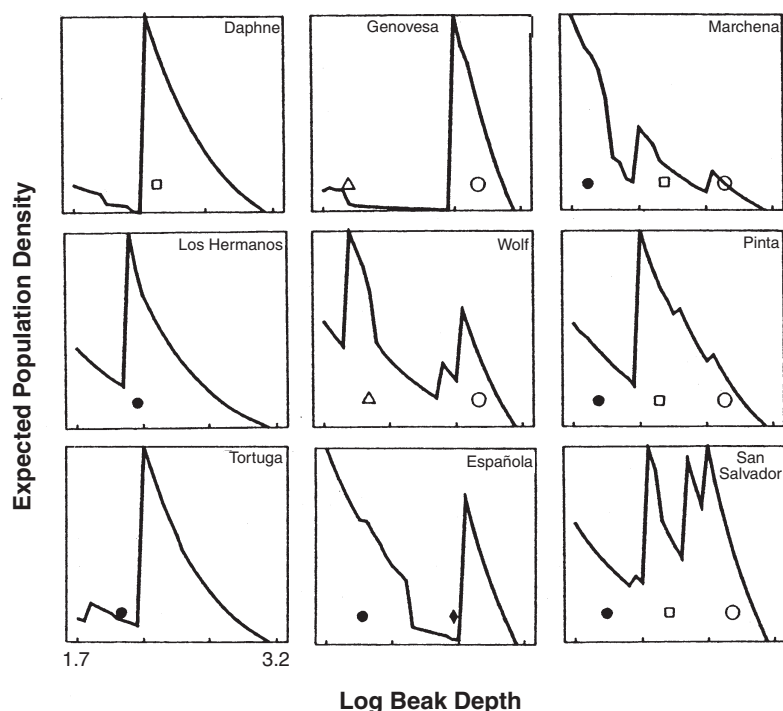 Daphne
Genovesa
Marchena
Los Hermanos
Wolf
Pinta
Tortuga
Española
San
Salvador
1.7
3.2
Expected Population Density
Log Beak Depth